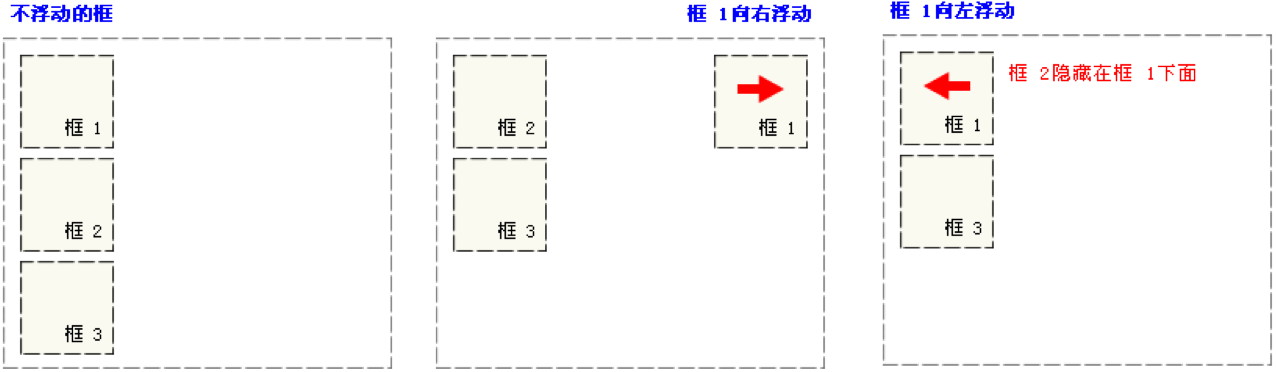 不浮动的框
框 1
框 2
框 3
框 1向右浮动
框 2
框 1
框 3
框 1向左浮动
框 2隐藏在框 1下面
框 1
框 3